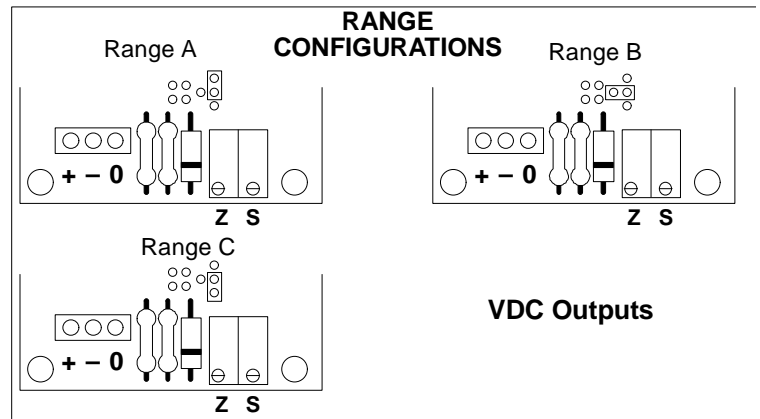 RANGE
CONFIGURATIONS
Range A
Range B
+ – 0
+ – 0
Z S
Z S
Range C
VDC Outputs
+ – 0
Z S